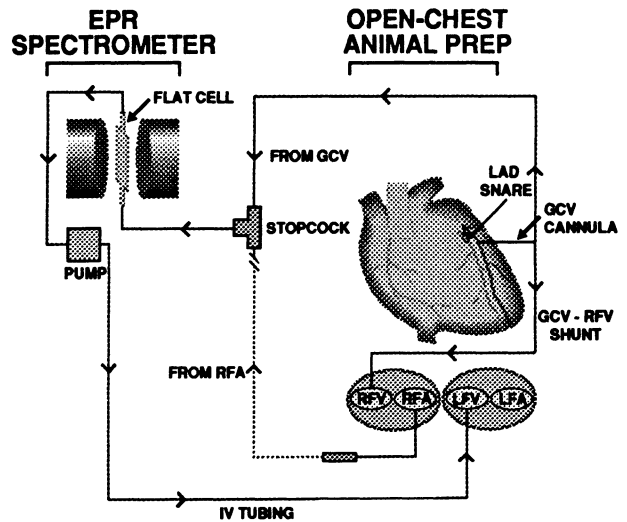 EPR
SPECTROMETER
OPEN-CHEST
ANIMAL PREP
FLAT CELL
FROM GCV
LAD
SNARE
GCV
CANNULA
STOPCOCK
PUMP
GCV - RFV
SHUNT
FROM RFA
RFV
RFA
LFV
LFA
IV TUBING